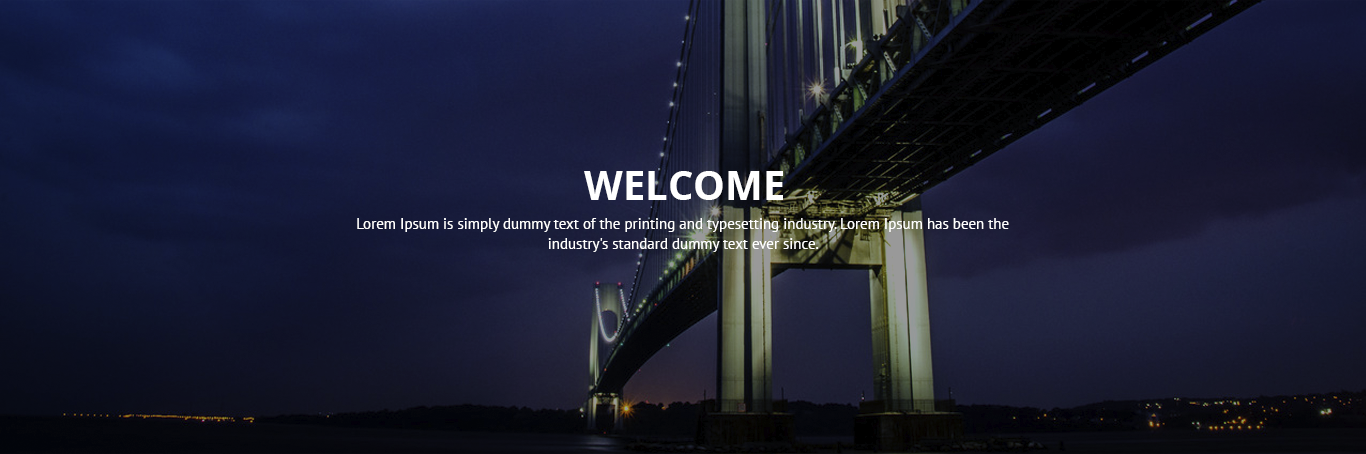 WELCOME
Lorem Ipsum is simply dummy text of the printing and typesetting industry. Lorem Ipsum has been the
industry's standard dummy text ever since.